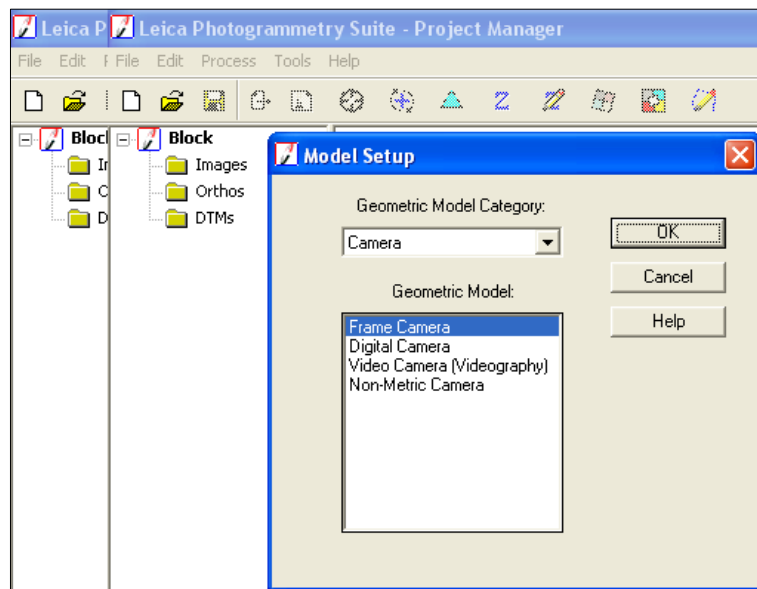 Leica P
Leica Photogrammetry Suite - Project Manager
File Edit
File Edit Process Tools Help
Block
Images
Orthos
DTMs
Model Setup
Geometric Model Category:
Camera
OK
Cancel
Help
Geometric Model:
Frame Camera
Digital Camera
Video Camera (Videography)
Non-Metric Camera